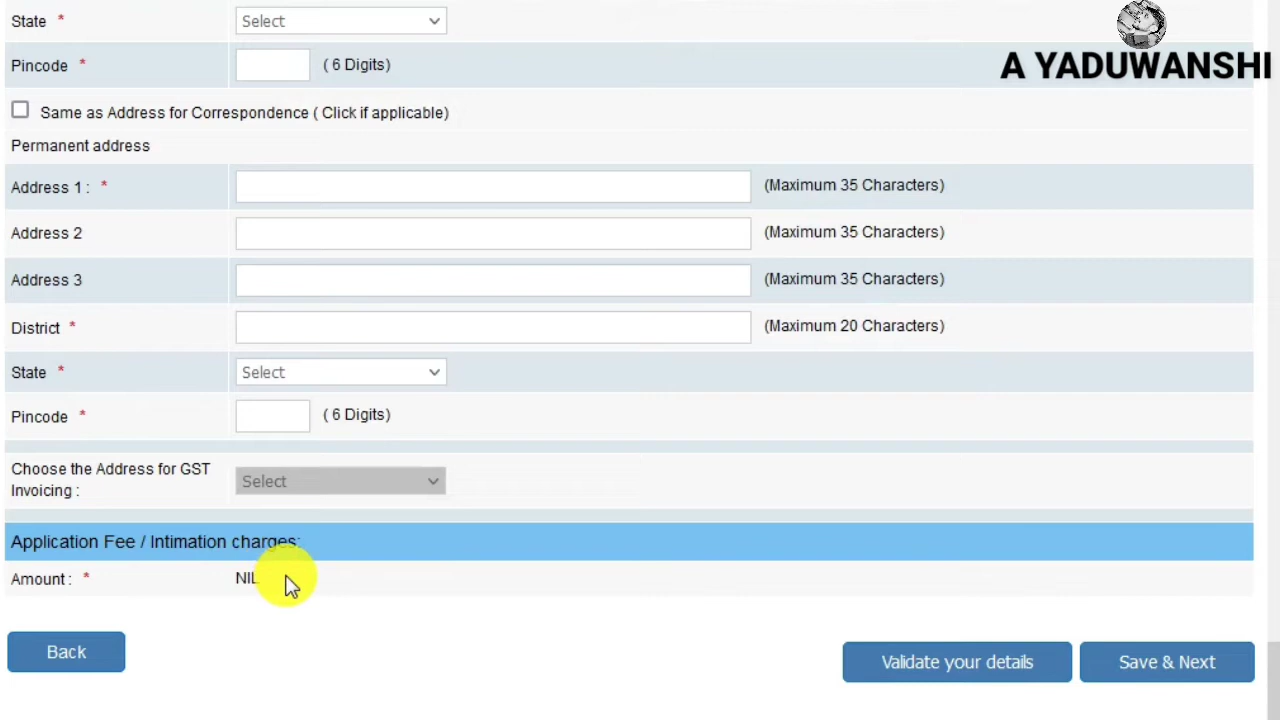 State * Select
Pincode * ( 6 Digits)
A YADUWANSHI
Same as Address for Correspondence ( Click if applicable)
Permanent address
Address 1 : * (Maximum 35 Characters)
Address 2 (Maximum 35 Characters)
Address 3 (Maximum 35 Characters)
District * (Maximum 20 Characters)
State * Select
Pincode * ( 6 Digits)
Choose the Address for GST
Invoicing : Select
Application Fee / Intimation charges:
Amount : * NIL
Back
Validate your details
Save & Next